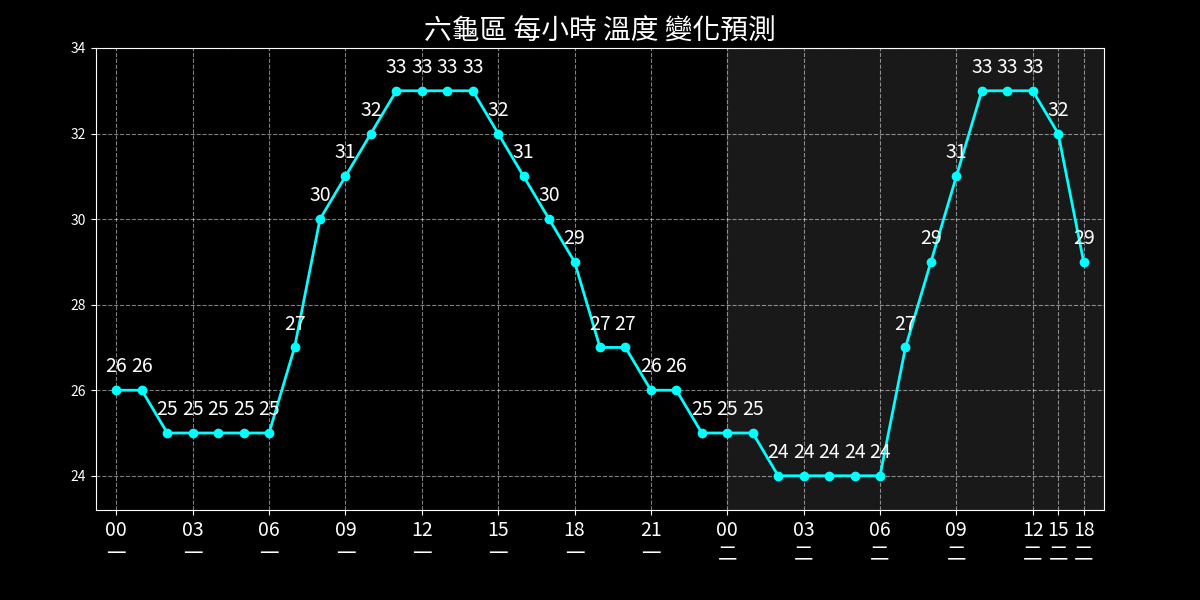 六龜區 每小時 溫度 變化預測
34
33 33 33 33 33 33 33
32 32 32
32
31 31 31
30 30
30
29 29 29
28
27 27 27 27
26 26 26 26
26
25 25 25 25 25 25 25 25
24 24 24 24 24
24
00 03 06 09 12 15 18 21 00 03 06 09 12 15 18
一 一 一 一 一 一 一 一 二 二 二 二 二 二 二